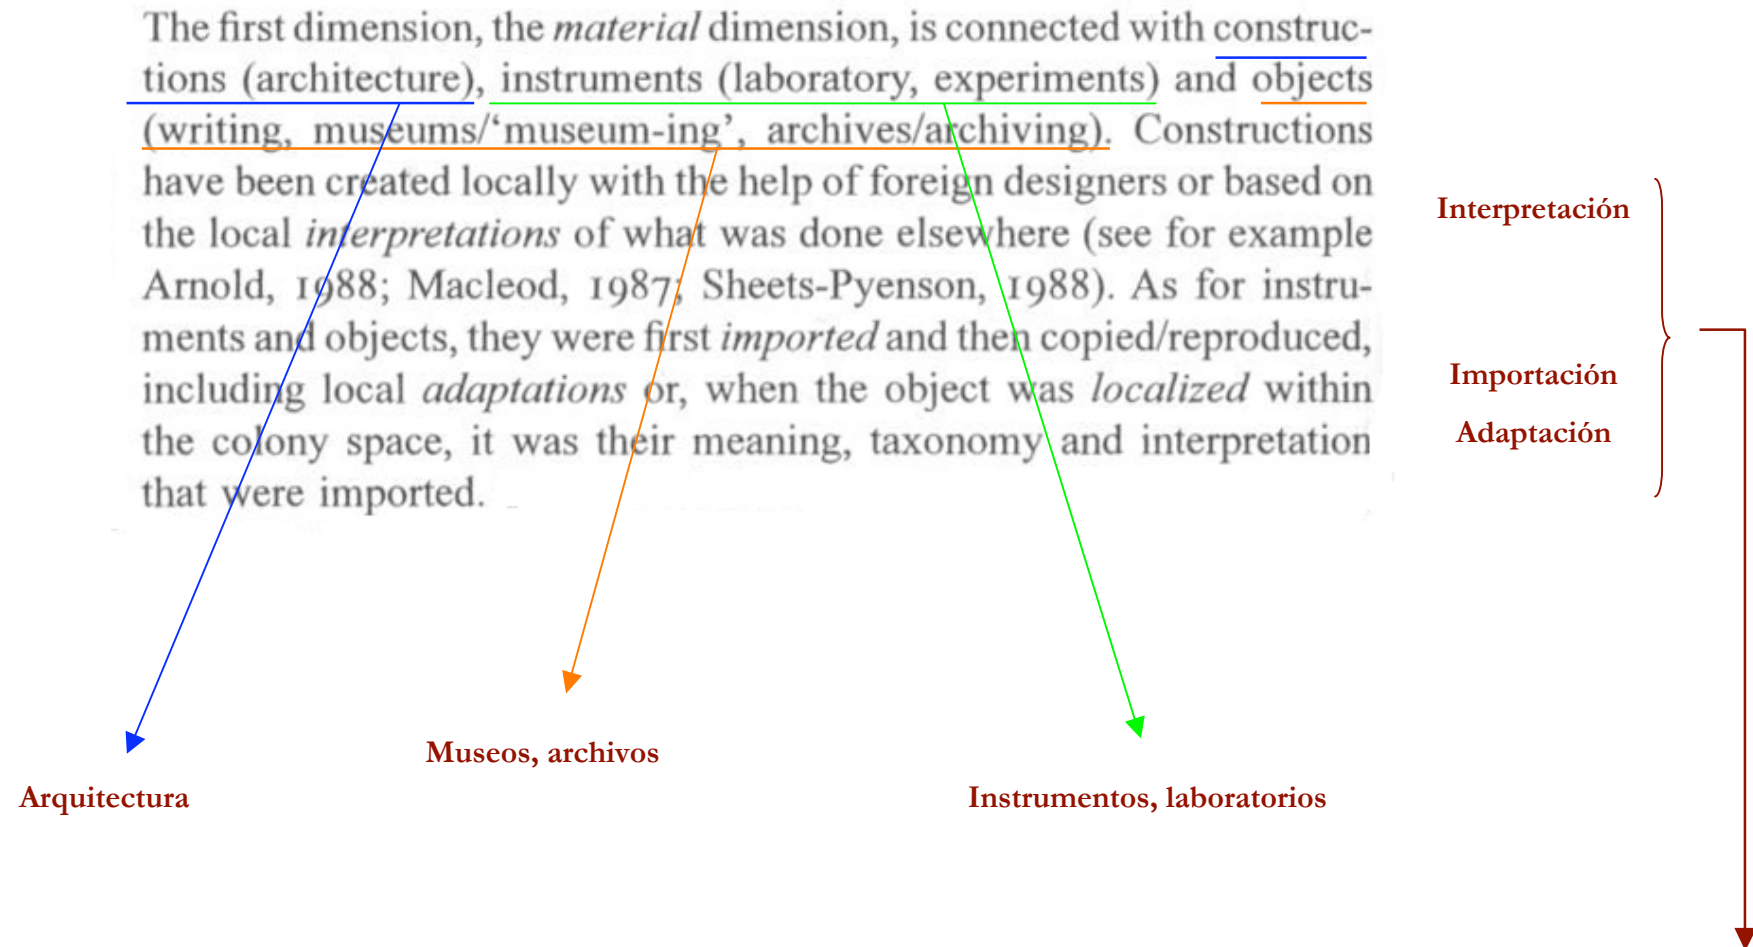 The first dimension, the material dimension, is connected with construc-
tions (architecture), instruments (laboratory, experiments) and objects
(writing, museums/‘museum-ing’, archives/archiving). Constructions
have been created locally with the help of foreign designers or based on
the local interpretations of what was done elsewhere (see for example
Arnold, 1988; Macleod, 1987; Sheets-Pyenson, 1988). As for instru-
ments and objects, they were first imported and then copied/reproduced,
including local adaptations or, when the object was localized within
the colony space, it was their meaning, taxonomy and interpretation
that were imported.
Interpretación
Importación
Adaptación
Museos, archivos
Arquitectura
Instrumentos, laboratorios